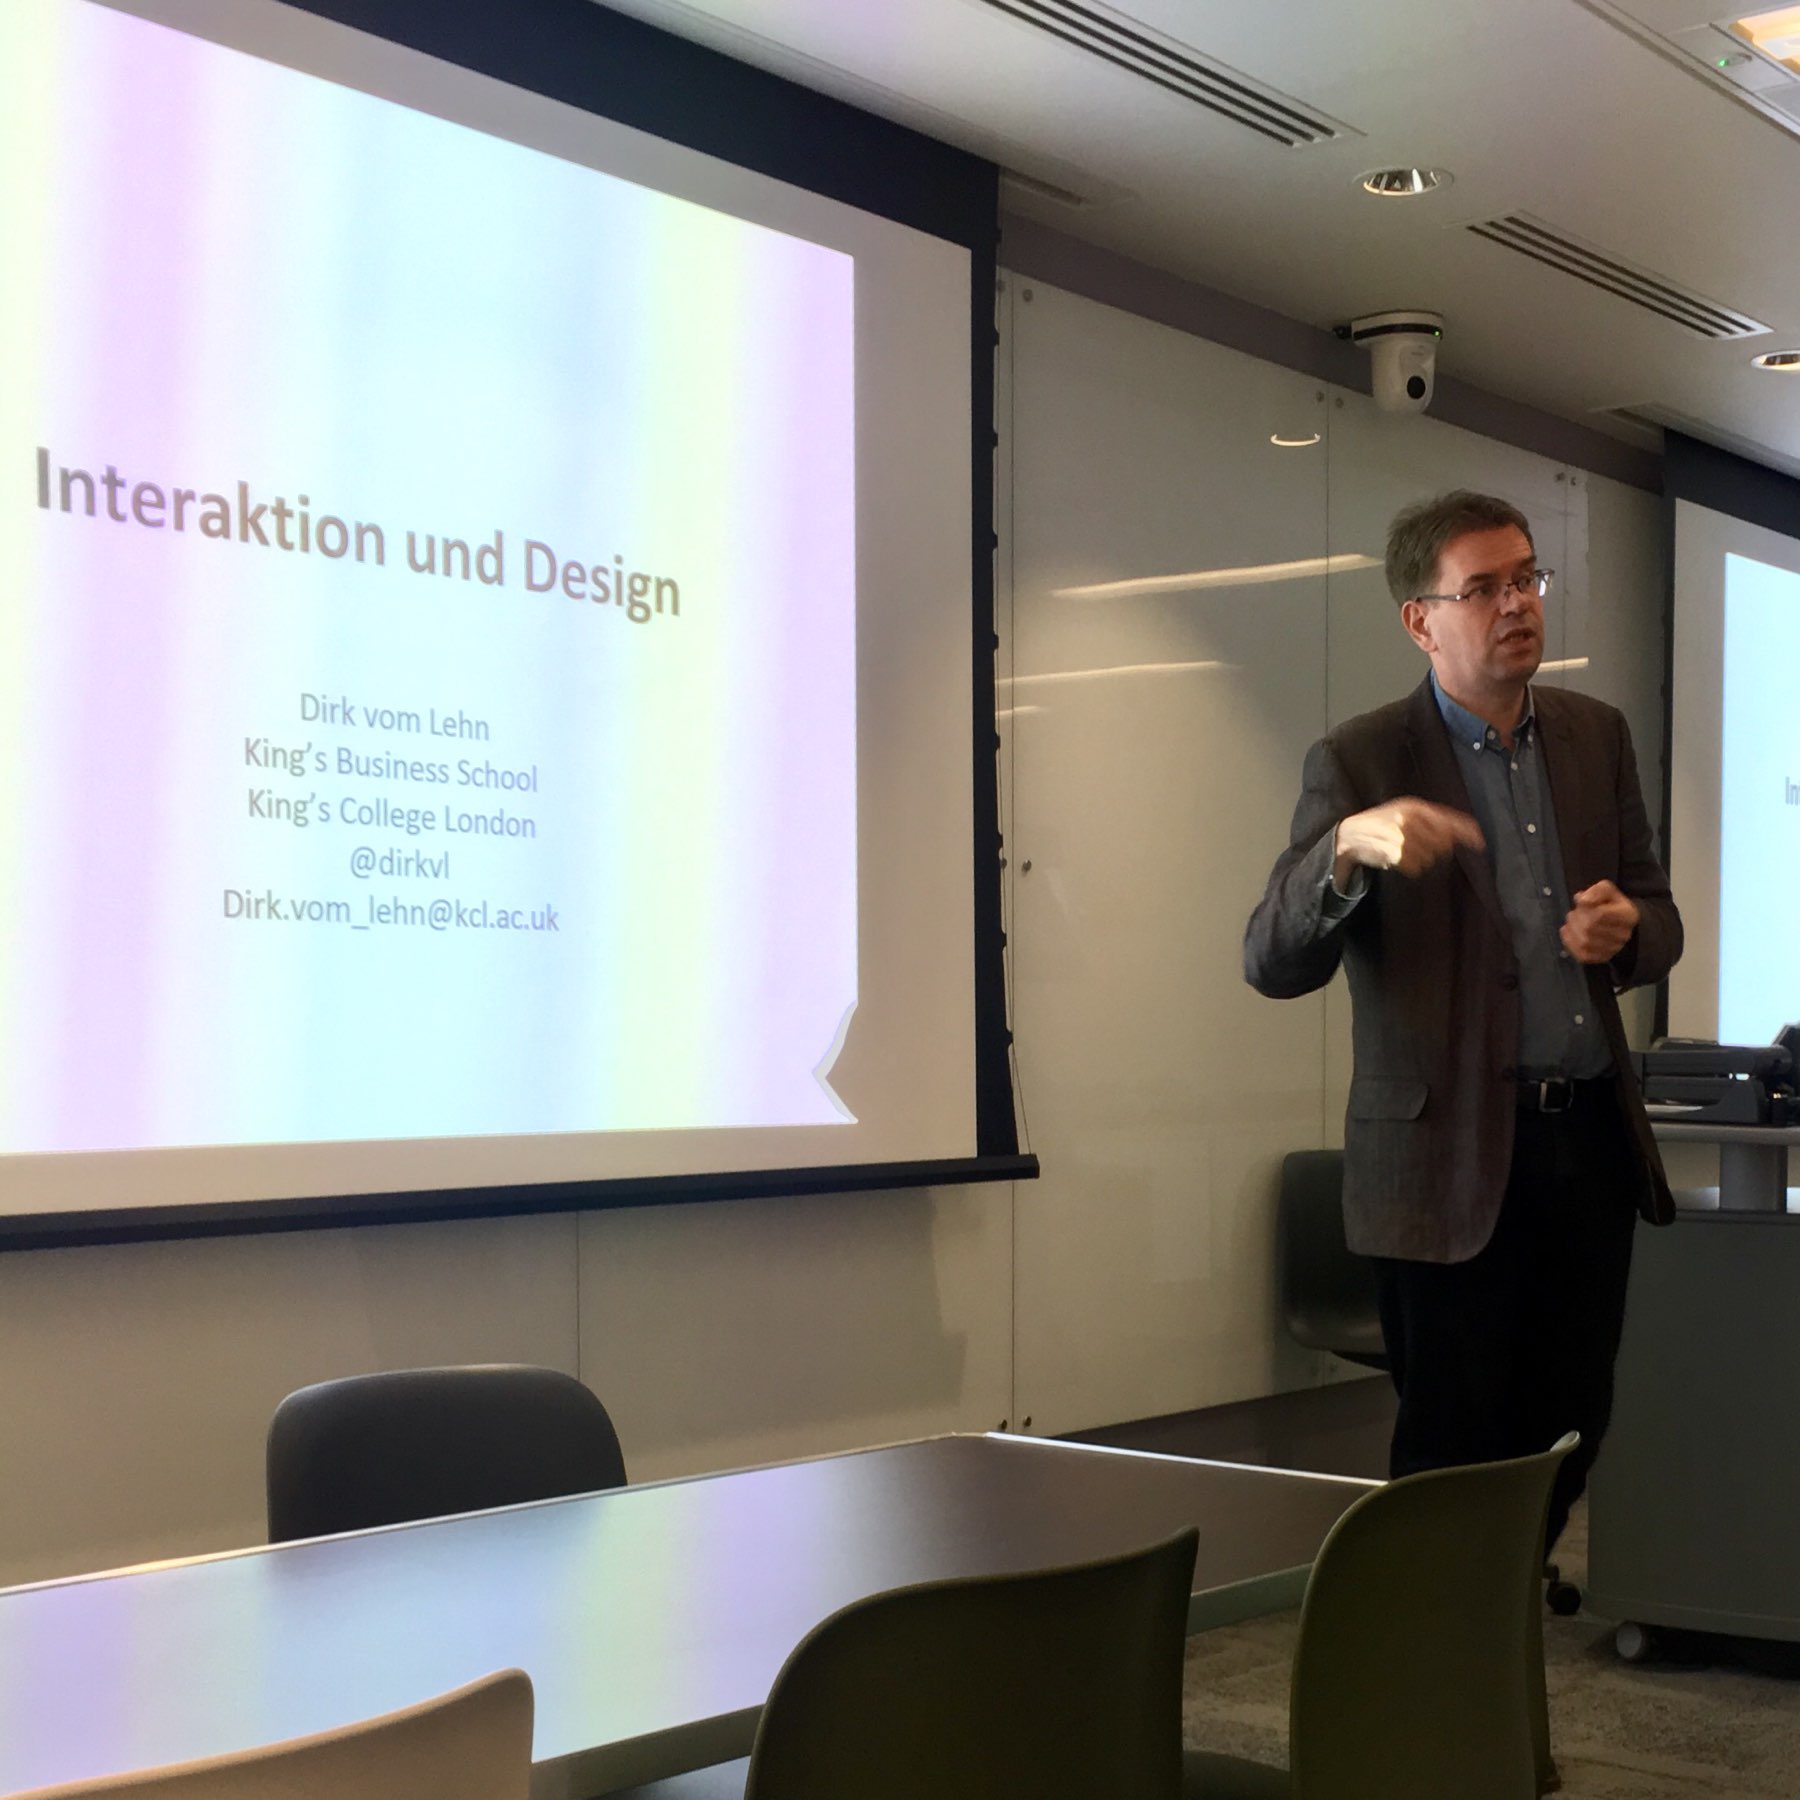 Interaktion und Design
Dirk vom Lehn
King's Business School
King's College London
@dirkvl
Dirk.vom_lehn@kcl.ac.uk